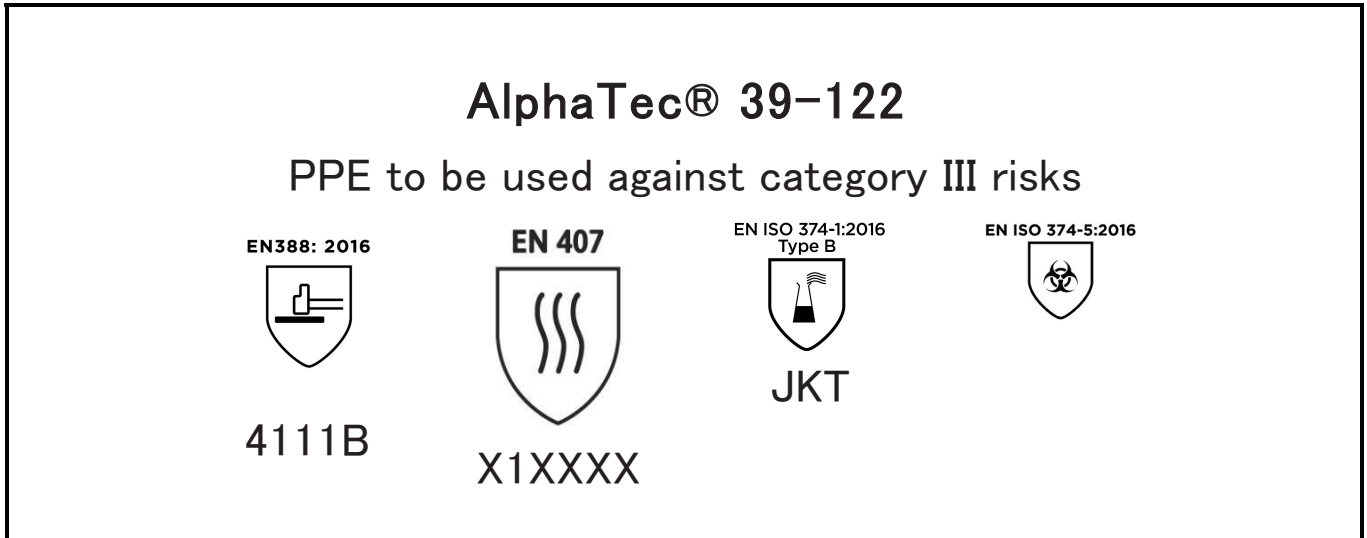 AlphaTec® 39-122
PPE to be used against category III risks
EN388: 2016
4111B
EN 407
X1XXXX
EN ISO 374-1:2016
Type B
JKT
EN ISO 374-5:2016